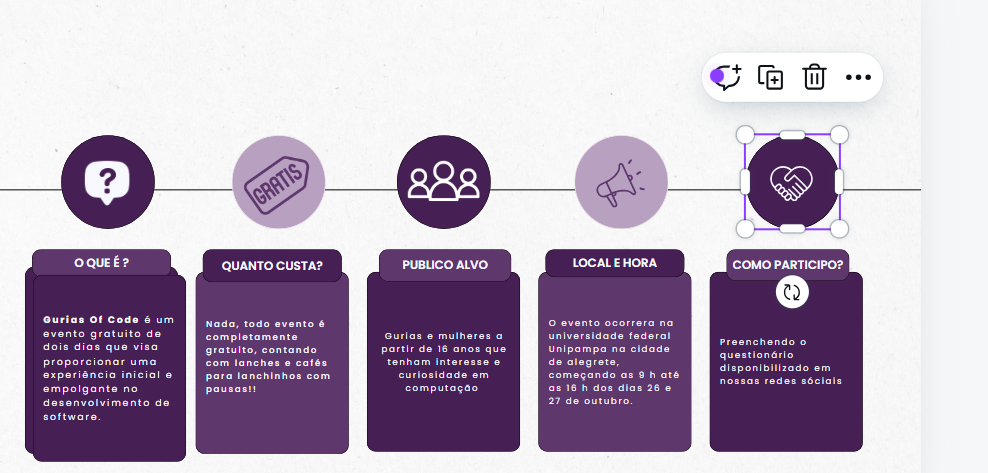 ?
GRATIS
O QUE É ?
Gurias Of Code é um
evento gratuito de
dois dias que visa
proporcionar uma
experiência inicial e
empolgante no
desenvolvimento de
software.
QUANTO CUSTA?
Nada, todo evento é
completamente
gratuito, contando
com lanches e cafés
para lanchinhos com
pausas!!
PUBLICO ALVO
Gurias e mulheres a
partir de 16 anos que
tenham interesse e
curiosidade em
computação
LOCAL E HORA
O evento ocorrera na
universidade federal
Unipampa na cidade
de alegrete,
começando as 9 h até
as 16 h dos dias 26 e
27 de outubro.
COMO PARTICIPO?
Preenchendo o
questionário
disponibilizado em
nossas redes sóciais